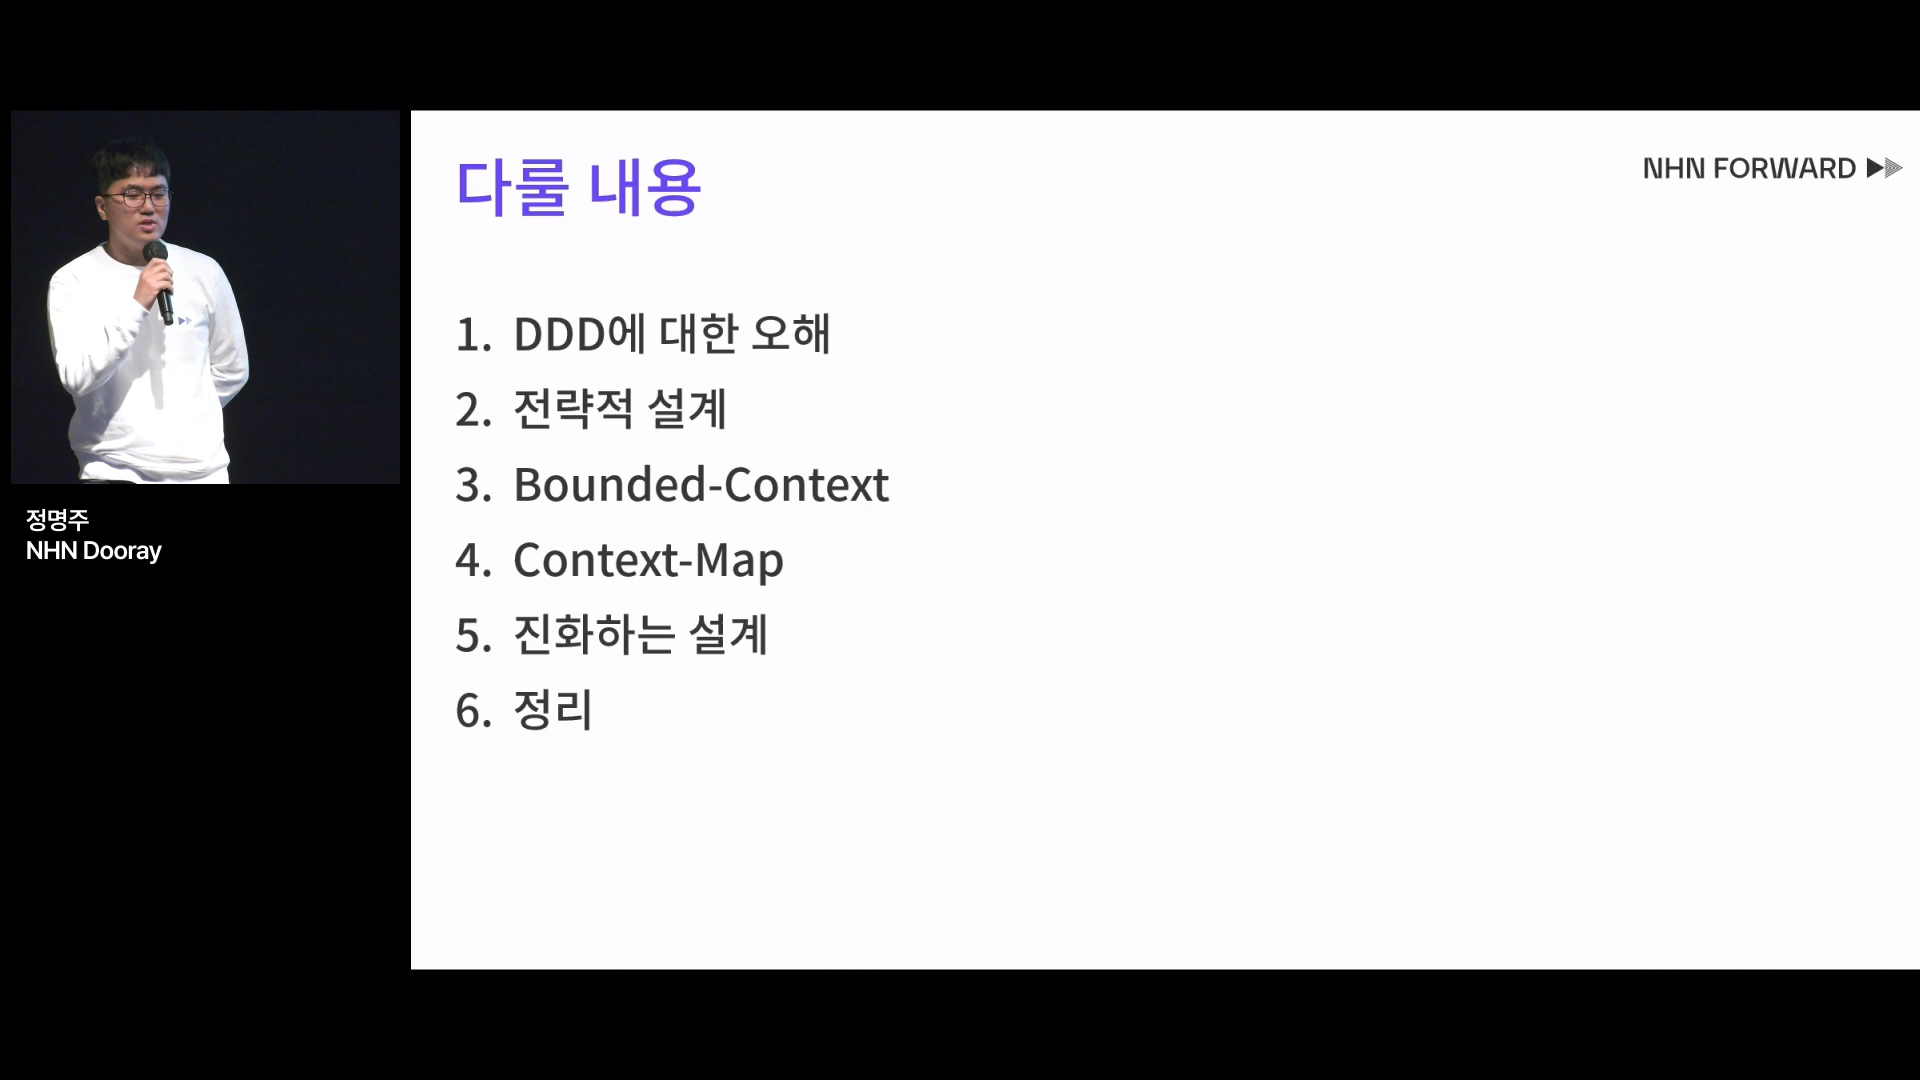 다룰 내용
NHN FORWARD
1. DDD에 대한 오해
2. 전략적 설계
3. Bounded-Context
4. Context-Map
5. 진화하는 설계
6. 정리
정명주
NHN Dooray